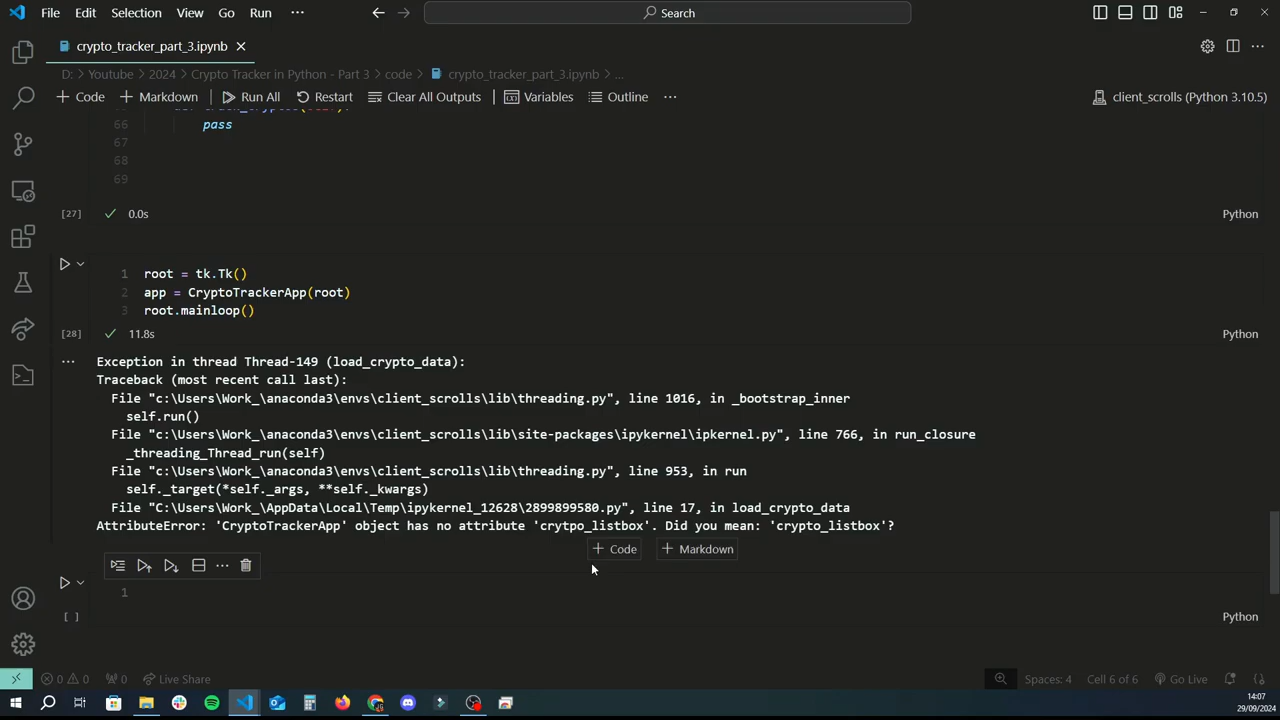 File Edit Selection View Go Run ··· Search
crypto_tracker_part_3.ipynb
D: > Youtube > 2024 > Crypto Tracker in Python - Part 3 > code > crypto_tracker_part_3.ipynb > ...
+ Code + Markdown Run All Restart Clear All Outputs Variables Outline ··· client_scrolls (Python 3.10.5)
66 pass
67
68
69
[27] 0.0s Python
1 root = tk.Tk()
2 app = CryptoTrackerApp(root)
3 root.mainloop()
[28] 11.8s Python
Exception in thread Thread-149 (load_crypto_data):
Traceback (most recent call last):
File "c:\Users\Work_\anaconda3\envs\client_scrolls\lib\threading.py", line 1016, in _bootstrap_inner
self.run()
File "c:\Users\Work_\anaconda3\envs\client_scrolls\lib\site-packages\ipykernel\ipkernel.py", line 766, in run_closure
_threading_Thread_run(self)
File "c:\Users\Work_\anaconda3\envs\client_scrolls\lib\threading.py", line 953, in run
self._target(*self._args, **self._kwargs)
File "C:\Users\Work_\AppData\Local\Temp\ipykernel_12628\2899899580.py", line 17, in load_crypto_data
AttributeError: 'CryptoTrackerApp' object has no attribute 'crytpo_listbox'. Did you mean: 'crypto_listbox'?
+ Code + Markdown
1
[ ] Python
0 0 0 Live Share Spaces: 4 Cell 6 of 6 Go Live
14:07
29/09/2024